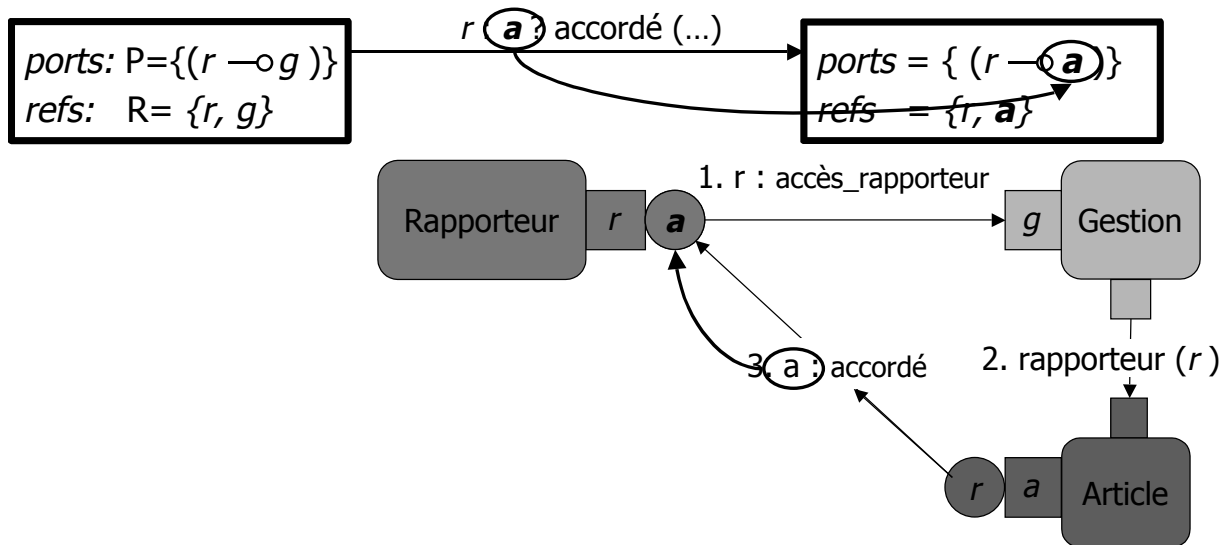 r : a ? accordé (...)
ports: P={(r —o g )}
refs: R= {r, g}
ports = { (r —o a )}
refs = {r, a}
1. r : accès_rapporteur
Rapporteur r a
g Gestion
3. a : accordé
2. rapporteur (r )
r a Article